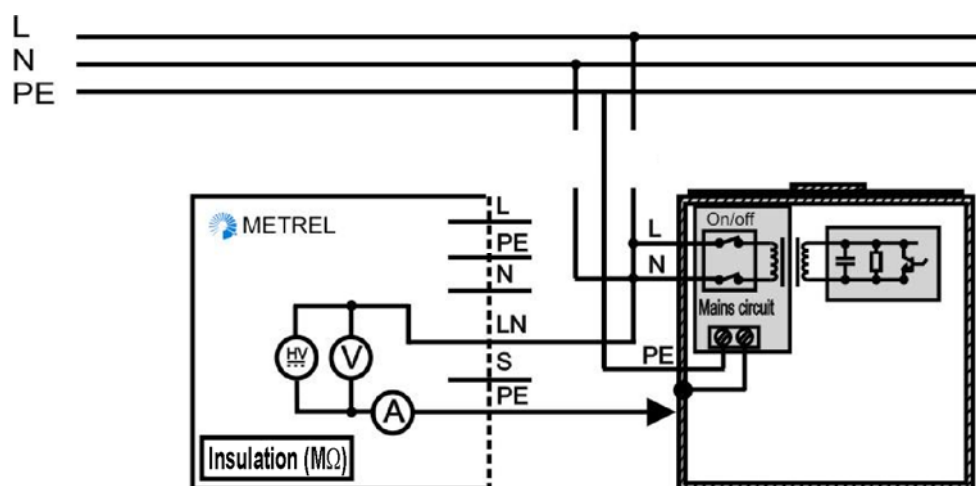 L
N
PE
METREL
L
PE
N
LN
S
PE
HV
V
A
Insulation (MΩ)
L
N
PE
On/off
Mains circuit